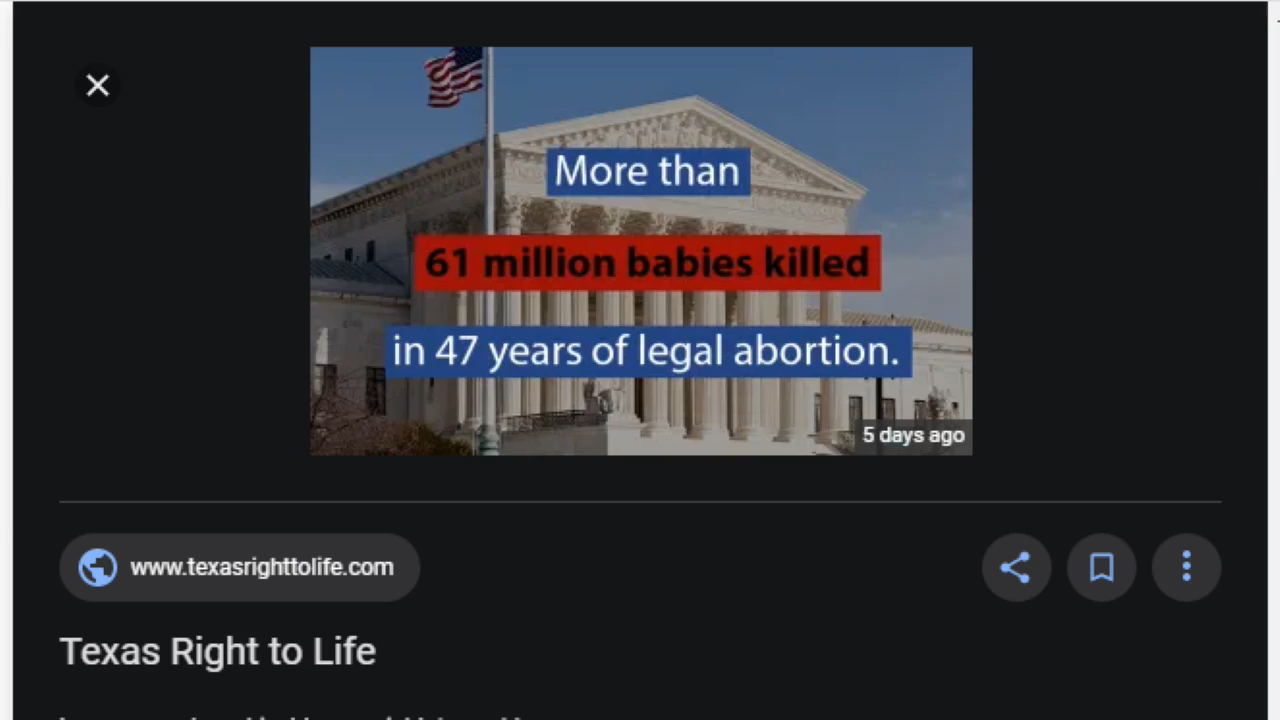 More than
61 million babies killed
in 47 years of legal abortion.
5 days ago
www.texasrighttolife.com
Texas Right to Life